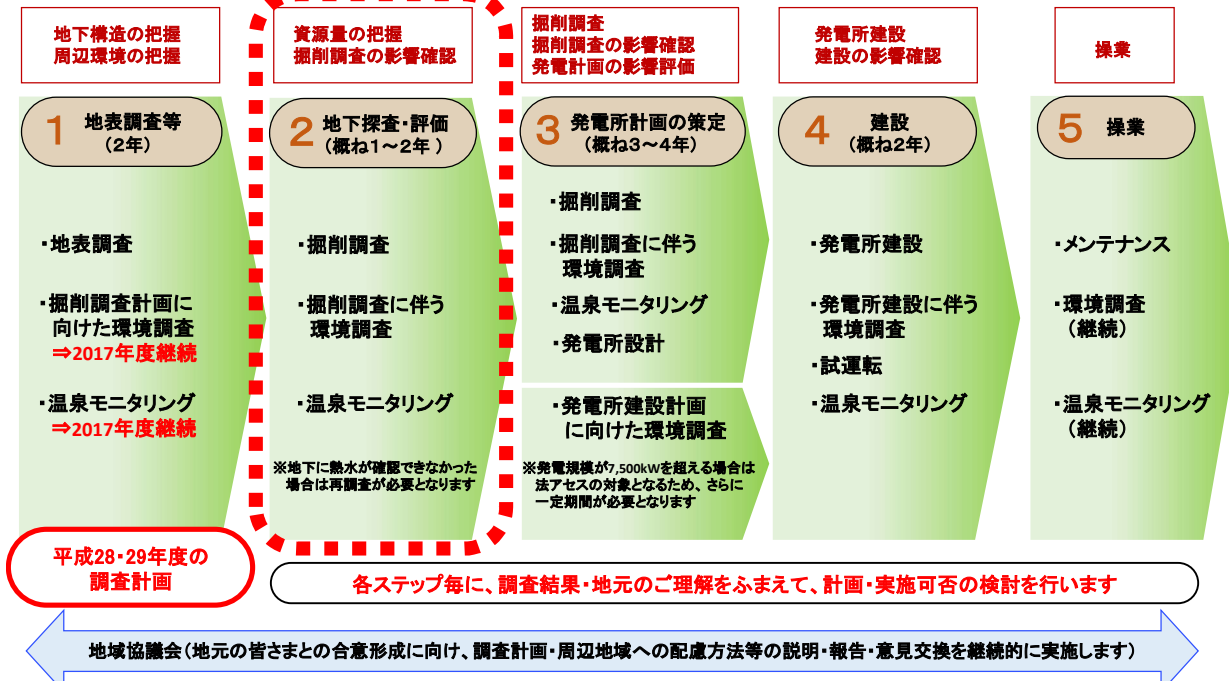 地下構造の把握
周辺環境の把握
資源量の把握
掘削調査の影響確認
掘削調査
掘削調査の影響確認
発電計画の影響評価
発電所建設
建設の影響確認
操業
1 地表調査等
(2年)
・地表調査
・掘削調査計画に
向けた環境調査
⇒2017年度継続
・温泉モニタリング
⇒2017年度継続
2 地下探査・評価
(概ね1~2年 )
・掘削調査
・掘削調査に伴う
環境調査
・温泉モニタリング
※地下に熱水が確認できなかった
場合は再調査が必要となります
3 発電所計画の策定
(概ね3~4年)
・掘削調査
・掘削調査に伴う
環境調査
・温泉モニタリング
・発電所設計
・発電所建設計画
に向けた環境調査
※発電規模が7,500kWを超える場合は
法アセスの対象となるため、さらに
一定期間が必要となります
4 建設
(概ね2年)
・発電所建設
・発電所建設に伴う
環境調査
・試運転
・温泉モニタリング
5 操業
・メンテナンス
・環境調査
(継続)
・温泉モニタリング
(継続)
平成28・29年度の
調査計画
各ステップ毎に、調査結果・地元のご理解をふまえて、計画・実施可否の検討を行います
地域協議会(地元の皆さまとの合意形成に向け、調査計画・周辺地域への配慮方法等の説明・報告・意見交換を継続的に実施します)